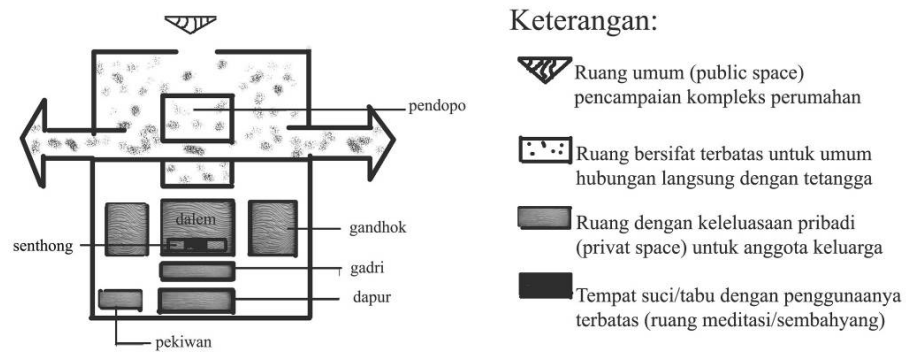 pendopo
dalem
senthong
gandhok
gadri
dapur
pekiwan
Keterangan:
Ruang umum (public space)
pencampaian kompleks perumahan
Ruang bersifat terbatas untuk umum
hubungan langsung dengan tetangga
Ruang dengan keleluasaan pribadi
(privat space) untuk anggota keluarga
Tempat suci/tabu dengan penggunaanya
terbatas (ruang meditasi/sembahyang)